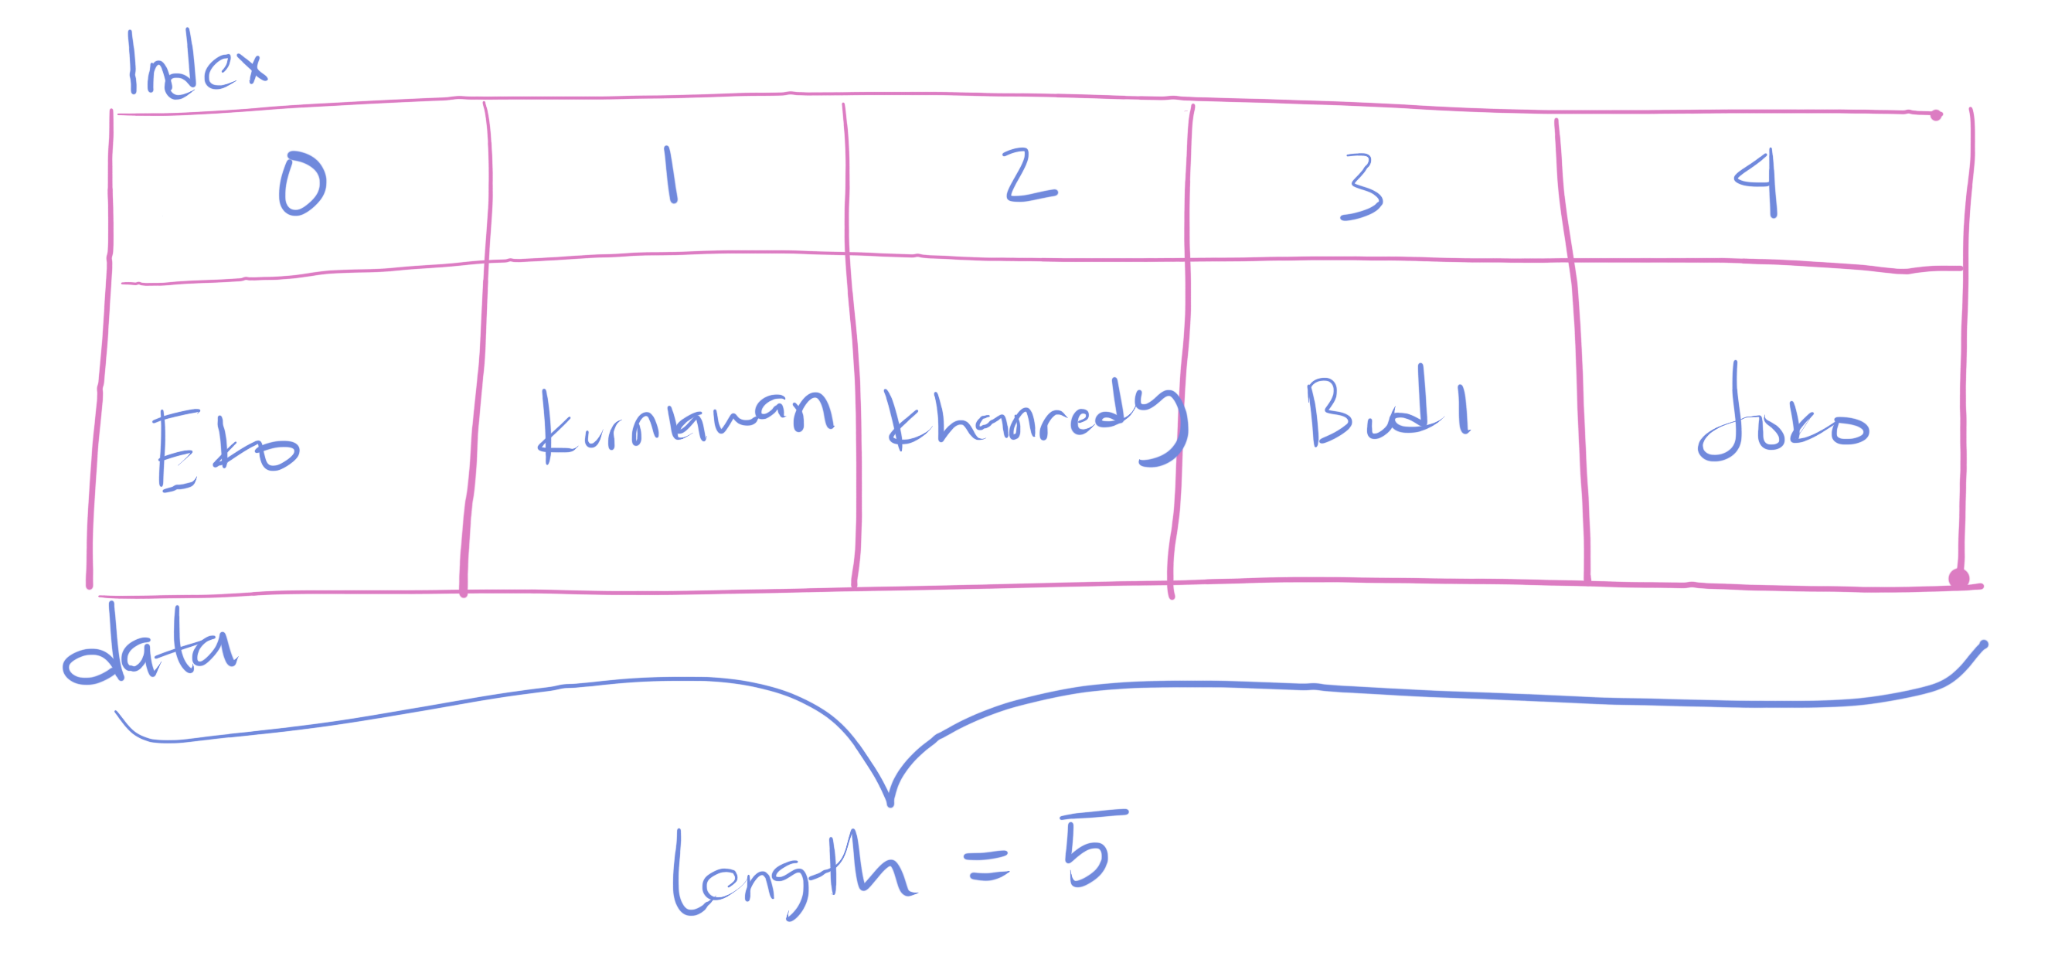 Index
0 1 2 3 4
Eko Kurniawan Khannedy Budi Joko
data
Length = 5